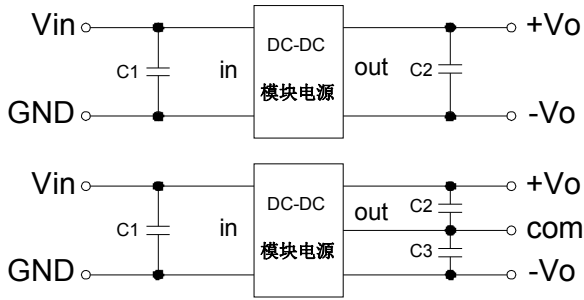 Vin
+Vo
DC-DC
C1
in
out
C2
模块电源
GND
-Vo
Vin
+Vo
DC-DC
out
C2
C1
in
com
模块电源
C3
GND
-Vo